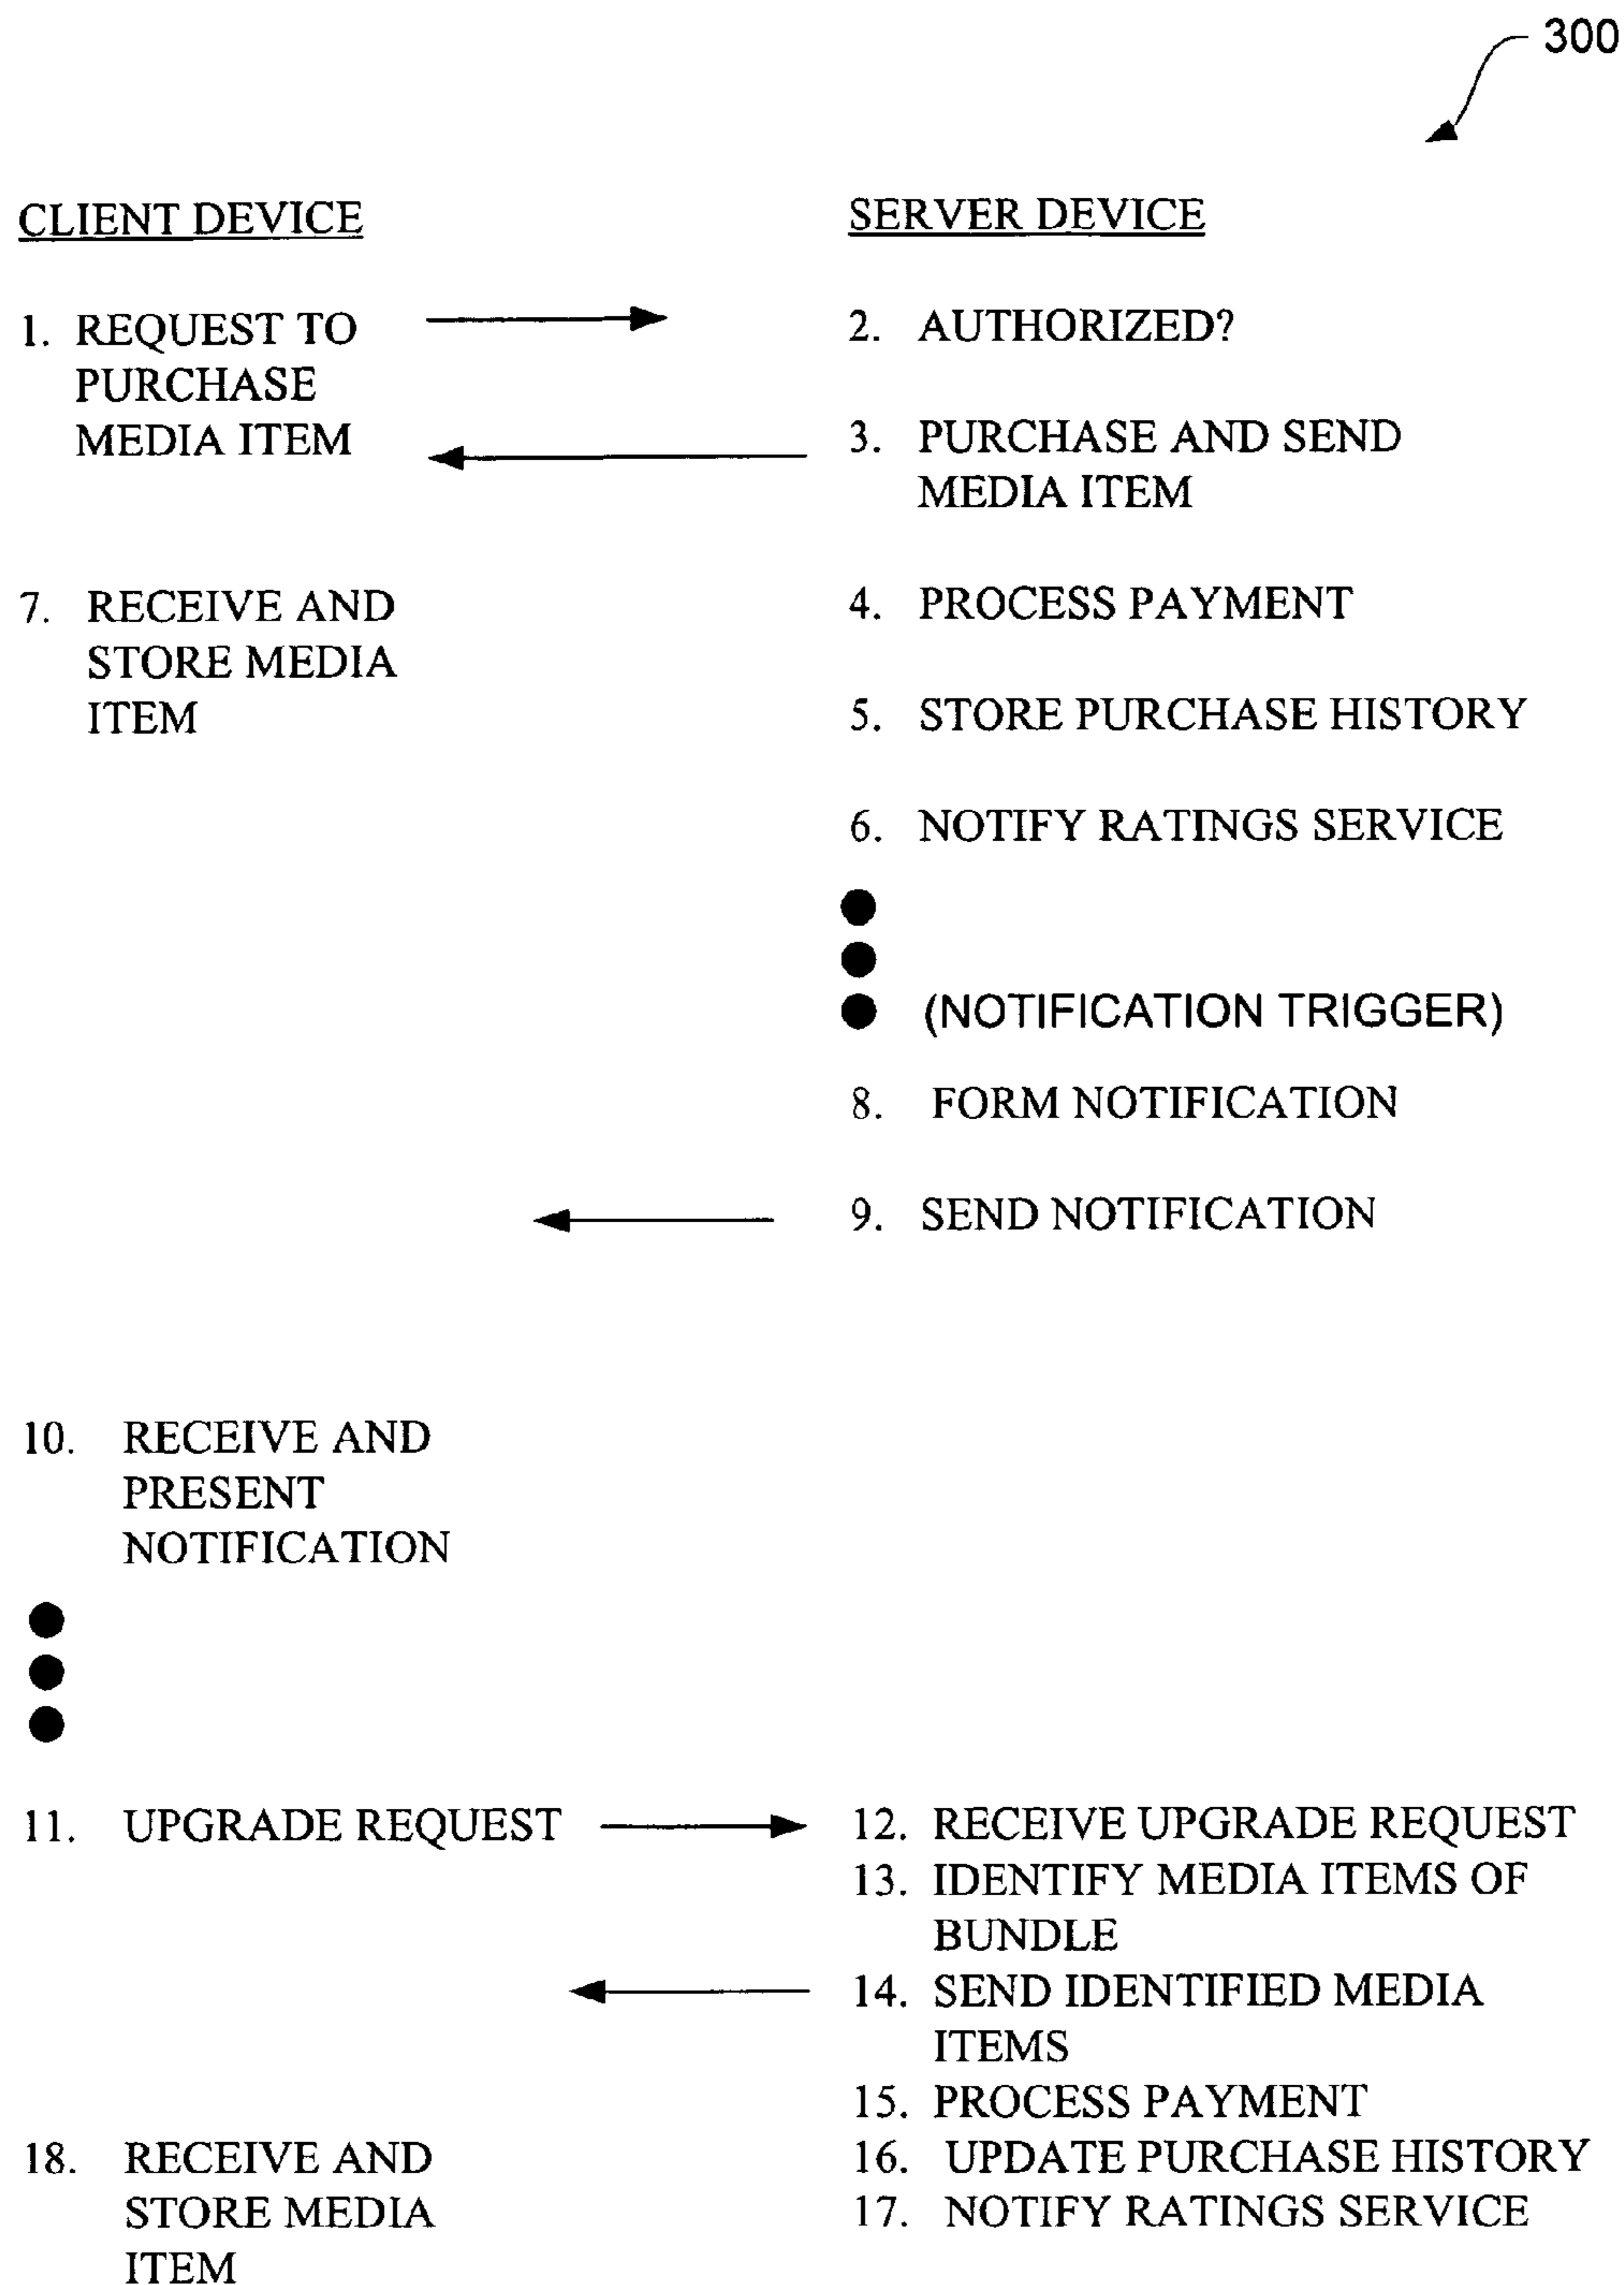 300
CLIENT DEVICE
SERVER DEVICE
1. REQUEST TO
PURCHASE
MEDIA ITEM
2. AUTHORIZED?
3. PURCHASE AND SEND
MEDIA ITEM
7. RECEIVE AND
STORE MEDIA
ITEM
4. PROCESS PAYMENT
5. STORE PURCHASE HISTORY
6. NOTIFY RATINGS SERVICE
(NOTIFICATION TRIGGER)
8. FORM NOTIFICATION
9. SEND NOTIFICATION
10. RECEIVE AND
PRESENT
NOTIFICATION
11. UPGRADE REQUEST
12. RECEIVE UPGRADE REQUEST
13. IDENTIFY MEDIA ITEMS OF
BUNDLE
14. SEND IDENTIFIED MEDIA
ITEMS
15. PROCESS PAYMENT
16. UPDATE PURCHASE HISTORY
17. NOTIFY RATINGS SERVICE
18. RECEIVE AND
STORE MEDIA
ITEM